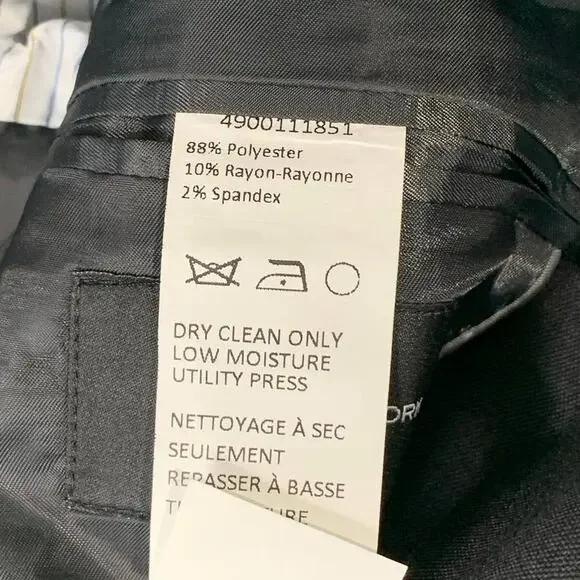 4900111851
88% Polyester
10% Rayon-Rayonne
2% Spandex
DRY CLEAN ONLY
LOW MOISTURE
UTILITY PRESS
NETTOYAGE À SEC
SEULEMENT
REPASSER À BASSE